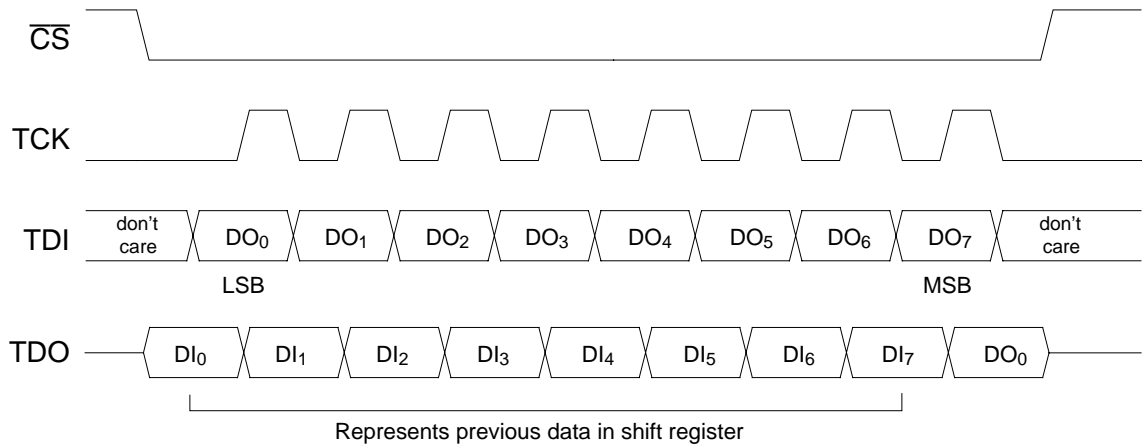 CS
TCK
TDI don't care DO0 DO1 DO2 DO3 DO4 DO5 DO6 DO7 don't care
LSB MSB
TDO DI0 DI1 DI2 DI3 DI4 DI5 DI6 DI7 DO0
Represents previous data in shift register